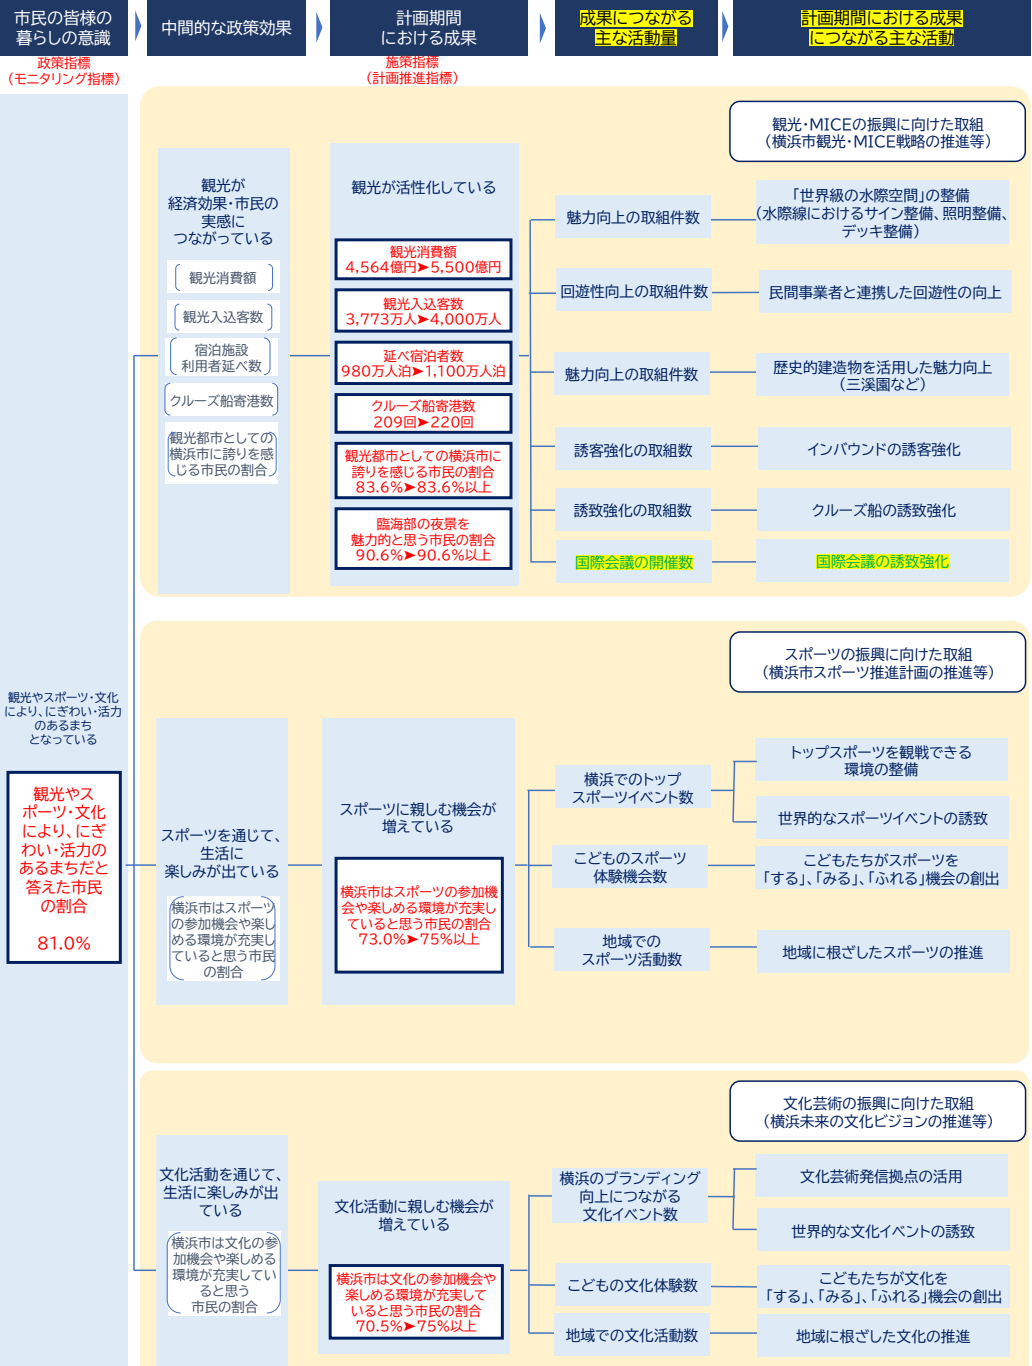 市民の皆様の
暮らしの意識
中間的な政策効果
計画期間
における成果
成果につながる
主な活動量
計画期間における成果
につながる主な活動
政策指標
(モニタリング指標)
施策指標
(計画推進指標)
観光やスポーツ・文化
により、にぎわい・活力
のあるまち
となっている
観光やス
ポーツ・文化
により、にぎ
わい・活力の
あるまちだと
答えた市民
の割合
81.0%
観光・MICEの振興に向けた取組
(横浜市観光・MICE戦略の推進等)
観光が
経済効果・市民の
実感に
つながっている
観光消費額
観光入込客数
宿泊施設
利用者延べ数
クルーズ船寄港数
観光都市としての
横浜市に誇りを感
じる市民の割合
観光が活性化している
観光消費額
4,564億円➤5,500億円
観光入込客数
3,773万人➤4,000万人
延べ宿泊者数
980万人泊➤1,100万人泊
クルーズ船寄港数
209回➤220回
観光都市としての横浜市に
誇りを感じる市民の割合
83.6%➤83.6%以上
臨海部の夜景を
魅力的と思う市民の割合
90.6%➤90.6%以上
魅力向上の取組件数
「世界級の水際空間」の整備
(水際線におけるサイン整備、照明整備、
デッキ整備)
回遊性向上の取組件数
民間事業者と連携した回遊性の向上
魅力向上の取組件数
歴史的建造物を活用した魅力向上
(三溪園など)
誘客強化の取組数
インバウンドの誘客強化
誘致強化の取組数
クルーズ船の誘致強化
国際会議の開催数
国際会議の誘致強化
スポーツの振興に向けた取組
(横浜市スポーツ推進計画の推進等)
スポーツを通じて、
生活に
楽しみが出ている
横浜市はスポーツ
の参加機会や楽し
める環境が充実し
ていると思う市民
の割合
スポーツに親しむ機会が
増えている
横浜市はスポーツの参加機
会や楽しめる環境が充実し
ていると思う市民の割合
73.0%➤75%以上
横浜でのトップ
スポーツイベント数
トップスポーツを観戦できる
環境の整備
世界的なスポーツイベントの誘致
こどものスポーツ
体験機会数
こどもたちがスポーツを
「する」、「みる」、「ふれる」機会の創出
地域での
スポーツ活動数
地域に根ざしたスポーツの推進
文化芸術の振興に向けた取組
(横浜未来の文化ビジョンの推進等)
文化活動を通じて、
生活に楽しみが出
ている
横浜市は文化の参
加機会や楽しめる
環境が充実してい
ると思う
市民の割合
文化活動に親しむ機会が
増えている
横浜市は文化の参加機会や
楽しめる環境が充実して
いると思う市民の割合
70.5%➤75%以上
横浜のブランディング
向上につながる
文化イベント数
文化芸術発信拠点の活用
世界的な文化イベントの誘致
こどもの文化体験数
こどもたちが文化を
「する」、「みる」、「ふれる」機会の創出
地域での文化活動数
地域に根ざした文化の推進